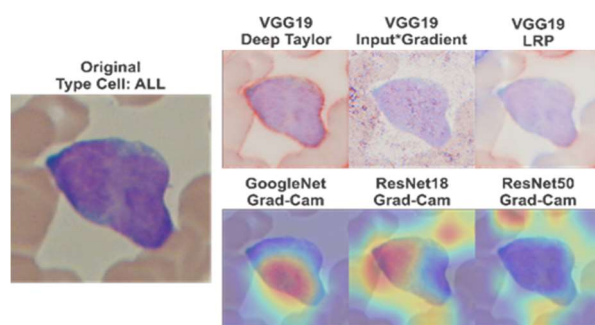 Original
Type Cell: ALL
VGG19
Deep Taylor
VGG19
Input*Gradient
VGG19
LRP
GoogleNet
Grad-Cam
ResNet18
Grad-Cam
ResNet50
Grad-Cam